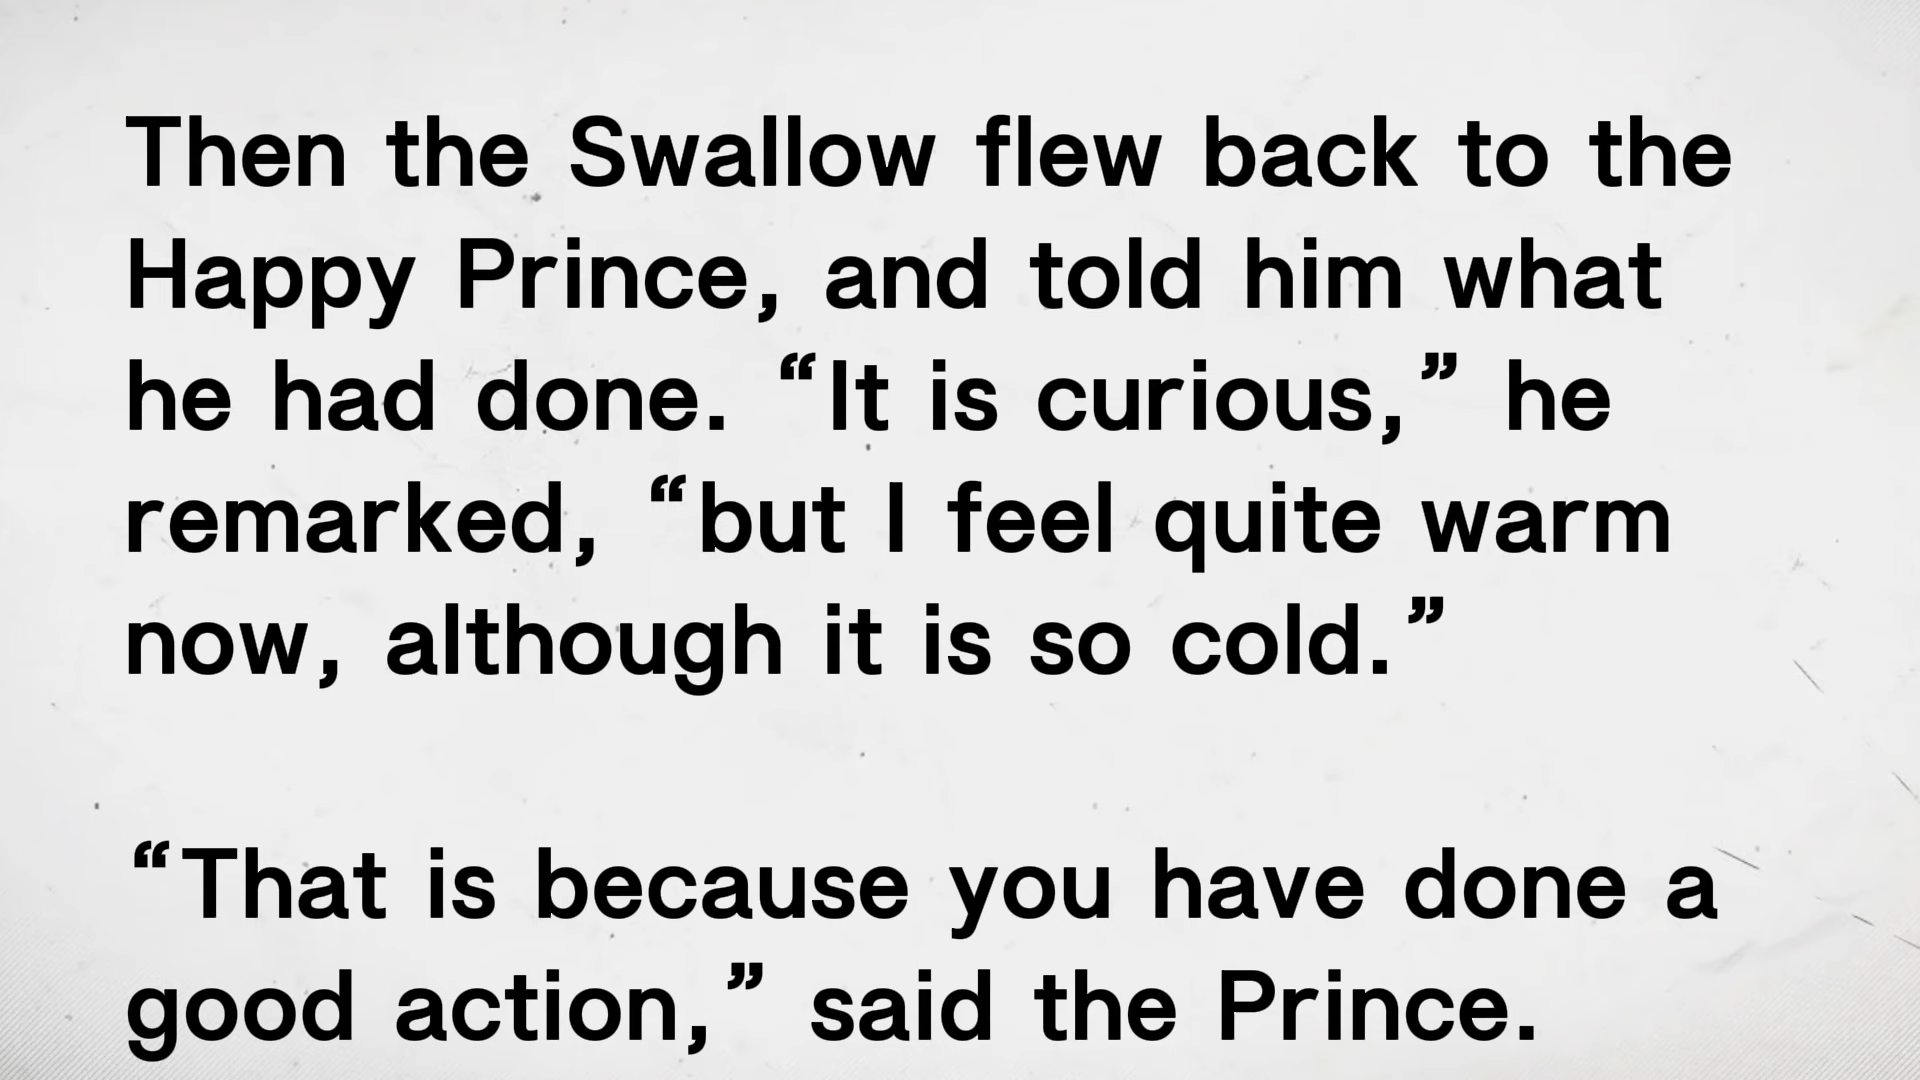 Then the Swallow flew back to the
Happy Prince, and told him what
he had done. “It is curious,” he
remarked, “but I feel quite warm
now, although it is so cold.”
“That is because you have done a
good action,” said the Prince.